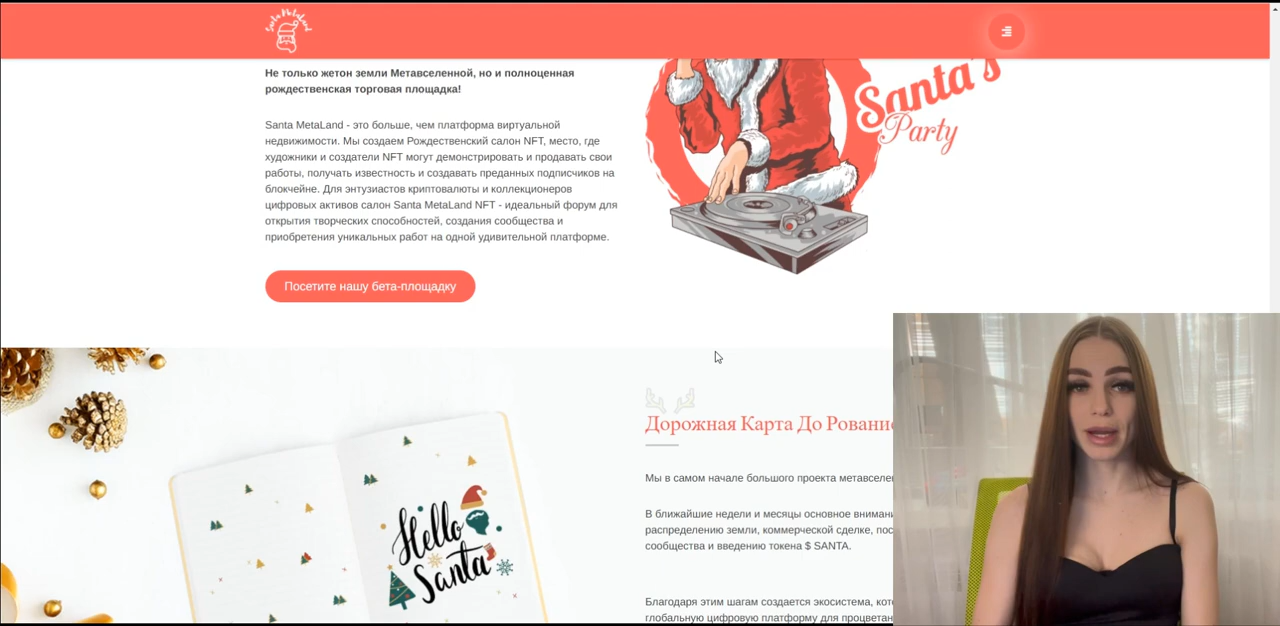 Santa MetaLand
Не только жетон земли Метавселенной, но и полноценная
рождественская торговая площадка!
Santa MetaLand - это больше, чем платформа виртуальной
недвижимости. Мы создаем Рождественский салон NFT, место, где
художники и создатели NFT могут демонстрировать и продавать свои
работы, получать известность и создавать преданных подписчиков на
блокчейне. Для энтузиастов криптовалюты и коллекционеров
цифровых активов салон Santa MetaLand NFT - идеальный форум для
открытия творческих способностей, создания сообщества и
приобретения уникальных работ на одной удивительной платформе.
Посетите нашу бета-площадку
Santa's
Party
Hello
Santa
Дорожная Карта До Рование
Мы в самом начале большого проекта метавсел
В ближайшие недели и месяцы основное внимани
распределению земли, коммерческой сделке, пос
сообщества и введению токена $ SANTA.
Благодаря этим шагам создается экосистема, кот
глобальную цифровую платформу для процветан